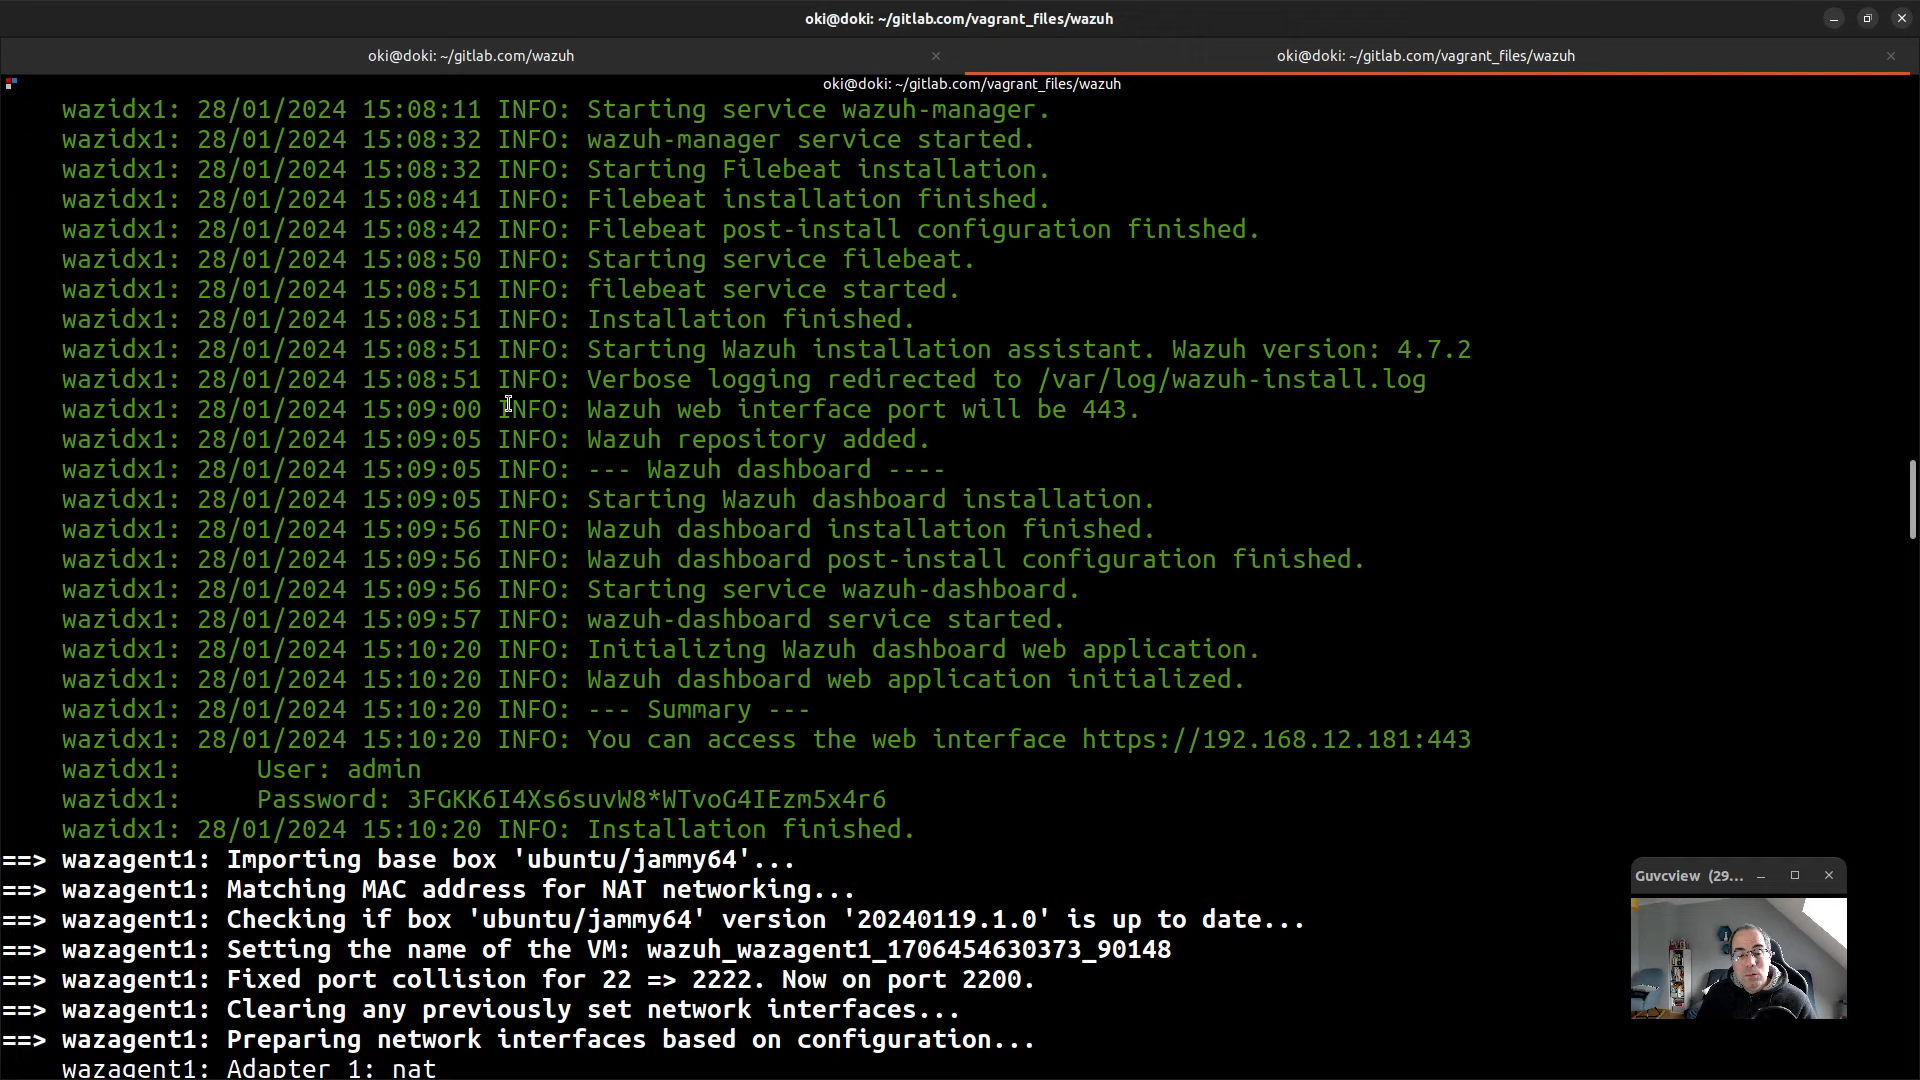 oki@doki: ~/gitlab.com/vagrant_files/wazuh
oki@doki: ~/gitlab.com/wazuh
oki@doki: ~/gitlab.com/vagrant_files/wazuh
oki@doki: ~/gitlab.com/vagrant_files/wazuh
wazidx1: 28/01/2024 15:08:11 INFO: Starting service wazuh-manager.
wazidx1: 28/01/2024 15:08:32 INFO: wazuh-manager service started.
wazidx1: 28/01/2024 15:08:32 INFO: Starting Filebeat installation.
wazidx1: 28/01/2024 15:08:41 INFO: Filebeat installation finished.
wazidx1: 28/01/2024 15:08:42 INFO: Filebeat post-install configuration finished.
wazidx1: 28/01/2024 15:08:50 INFO: Starting service filebeat.
wazidx1: 28/01/2024 15:08:51 INFO: filebeat service started.
wazidx1: 28/01/2024 15:08:51 INFO: Installation finished.
wazidx1: 28/01/2024 15:08:51 INFO: Starting Wazuh installation assistant. Wazuh version: 4.7.2
wazidx1: 28/01/2024 15:08:51 INFO: Verbose logging redirected to /var/log/wazuh-install.log
wazidx1: 28/01/2024 15:09:00 INFO: Wazuh web interface port will be 443.
wazidx1: 28/01/2024 15:09:05 INFO: Wazuh repository added.
wazidx1: 28/01/2024 15:09:05 INFO: --- Wazuh dashboard ----
wazidx1: 28/01/2024 15:09:05 INFO: Starting Wazuh dashboard installation.
wazidx1: 28/01/2024 15:09:56 INFO: Wazuh dashboard installation finished.
wazidx1: 28/01/2024 15:09:56 INFO: Wazuh dashboard post-install configuration finished.
wazidx1: 28/01/2024 15:09:56 INFO: Starting service wazuh-dashboard.
wazidx1: 28/01/2024 15:09:57 INFO: wazuh-dashboard service started.
wazidx1: 28/01/2024 15:10:20 INFO: Initializing Wazuh dashboard web application.
wazidx1: 28/01/2024 15:10:20 INFO: Wazuh dashboard web application initialized.
wazidx1: 28/01/2024 15:10:20 INFO: --- Summary ---
wazidx1: 28/01/2024 15:10:20 INFO: You can access the web interface https://192.168.12.181:443
wazidx1:     User: admin
wazidx1:     Password: 3FGKK6I4Xs6suvW8*WTvoG4IEzm5x4r6
wazidx1: 28/01/2024 15:10:20 INFO: Installation finished.
==> wazagent1: Importing base box 'ubuntu/jammy64'...
==> wazagent1: Matching MAC address for NAT networking...
==> wazagent1: Checking if box 'ubuntu/jammy64' version '20240119.1.0' is up to date...
==> wazagent1: Setting the name of the VM: wazuh_wazagent1_1706454630373_90148
==> wazagent1: Fixed port collision for 22 => 2222. Now on port 2200.
==> wazagent1: Clearing any previously set network interfaces...
==> wazagent1: Preparing network interfaces based on configuration...
wazagent1: Adapter 1: nat
Guvcview (29...